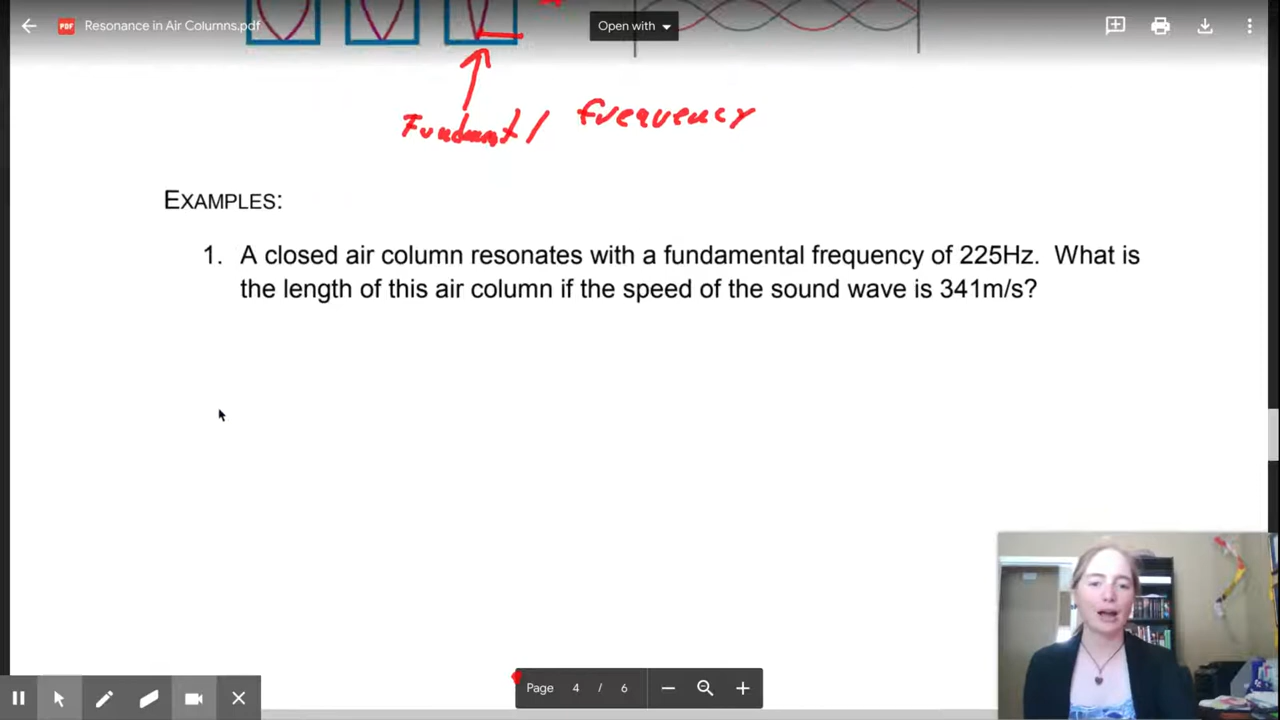 Resonance in Air Columns.pdf
Open with
Fundamental frequency
EXAMPLES:
1. A closed air column resonates with a fundamental frequency of 225Hz. What is
the length of this air column if the speed of the sound wave is 341m/s?
Page 4 / 6